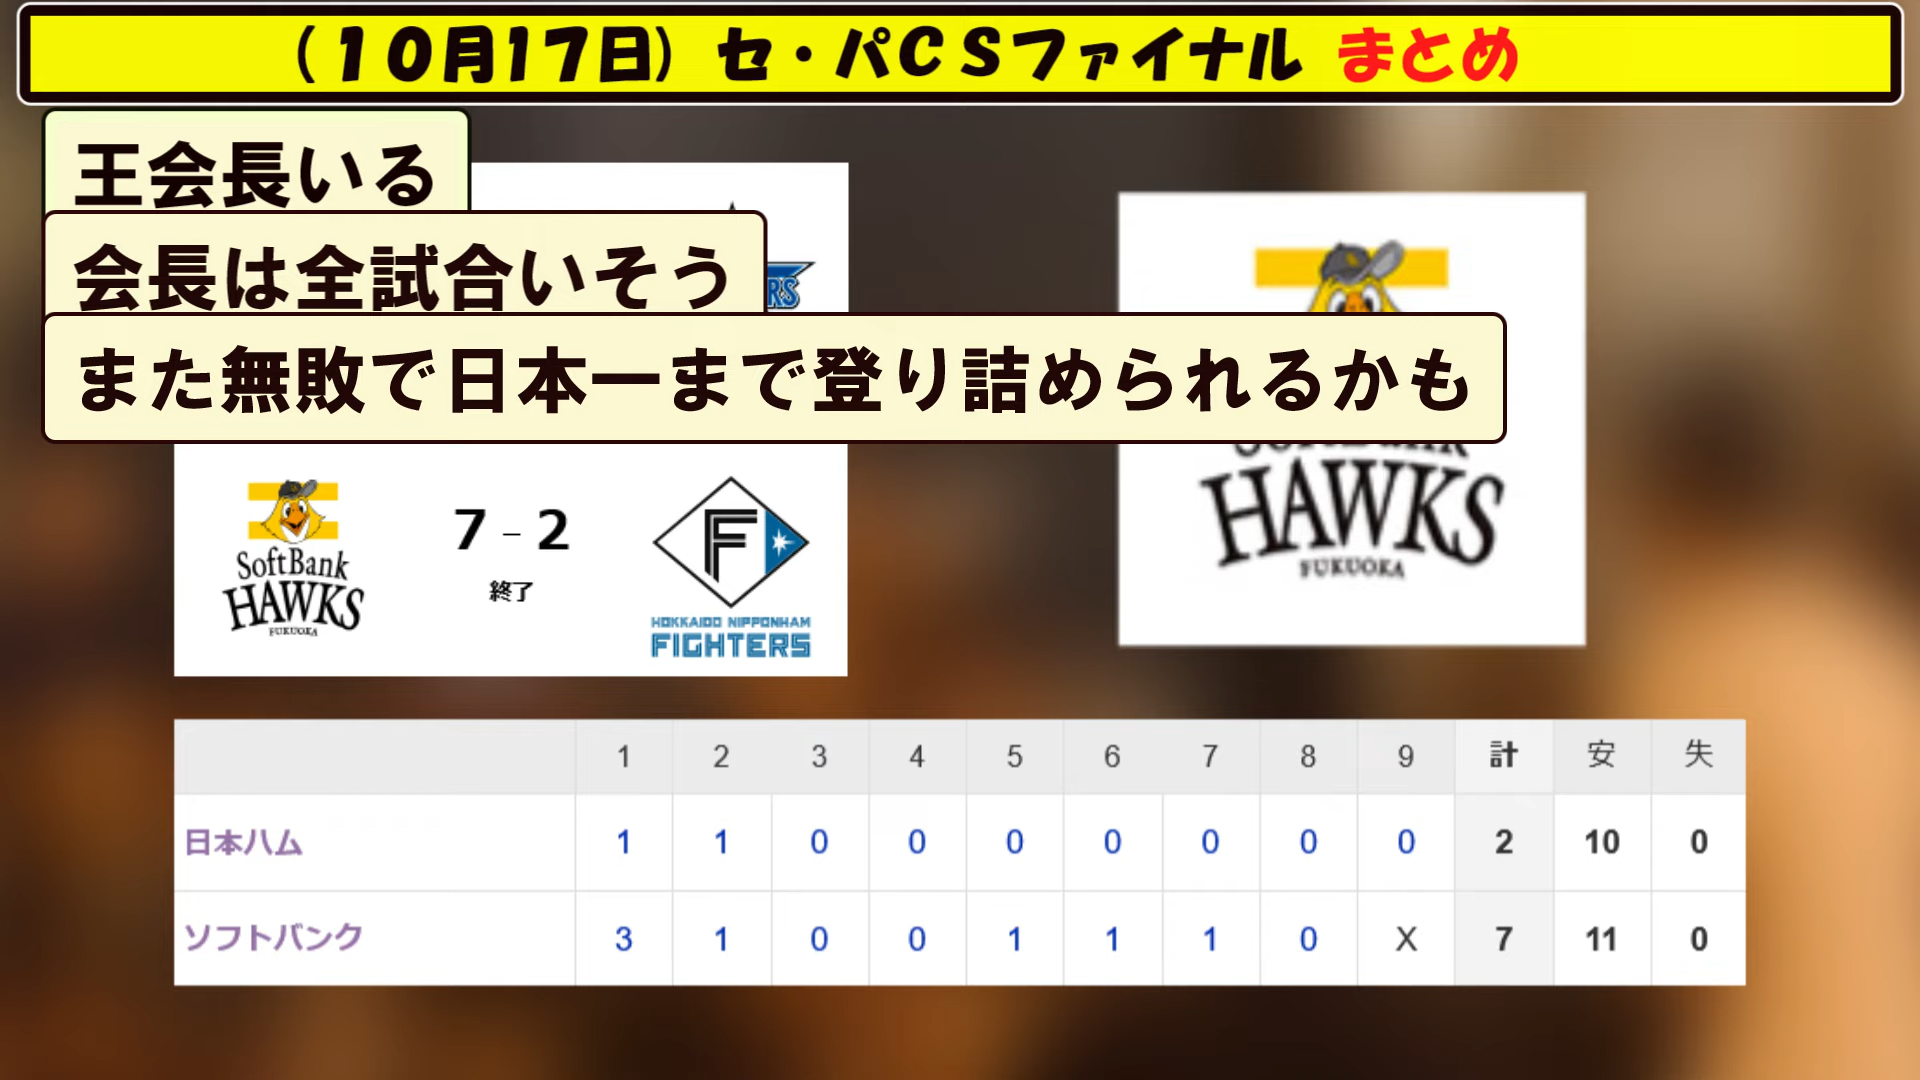 （１０月１７日）セ・パＣＳファイナル まとめ
王会長いる
会長は全試合いそう
また無敗で日本一まで登り詰められるかも
7 - 2
終了
SoftBank
HAWKS
FUKUOKA
HOKKAIDO NIPPONHAM
FIGHTERS
HAWKS
FUKUOKA
1 2 3 4 5 6 7 8 9 計 安 失
日本ハム 1 1 0 0 0 0 0 0 0 2 10 0
ソフトバンク 3 1 0 0 1 1 1 0 X 7 11 0